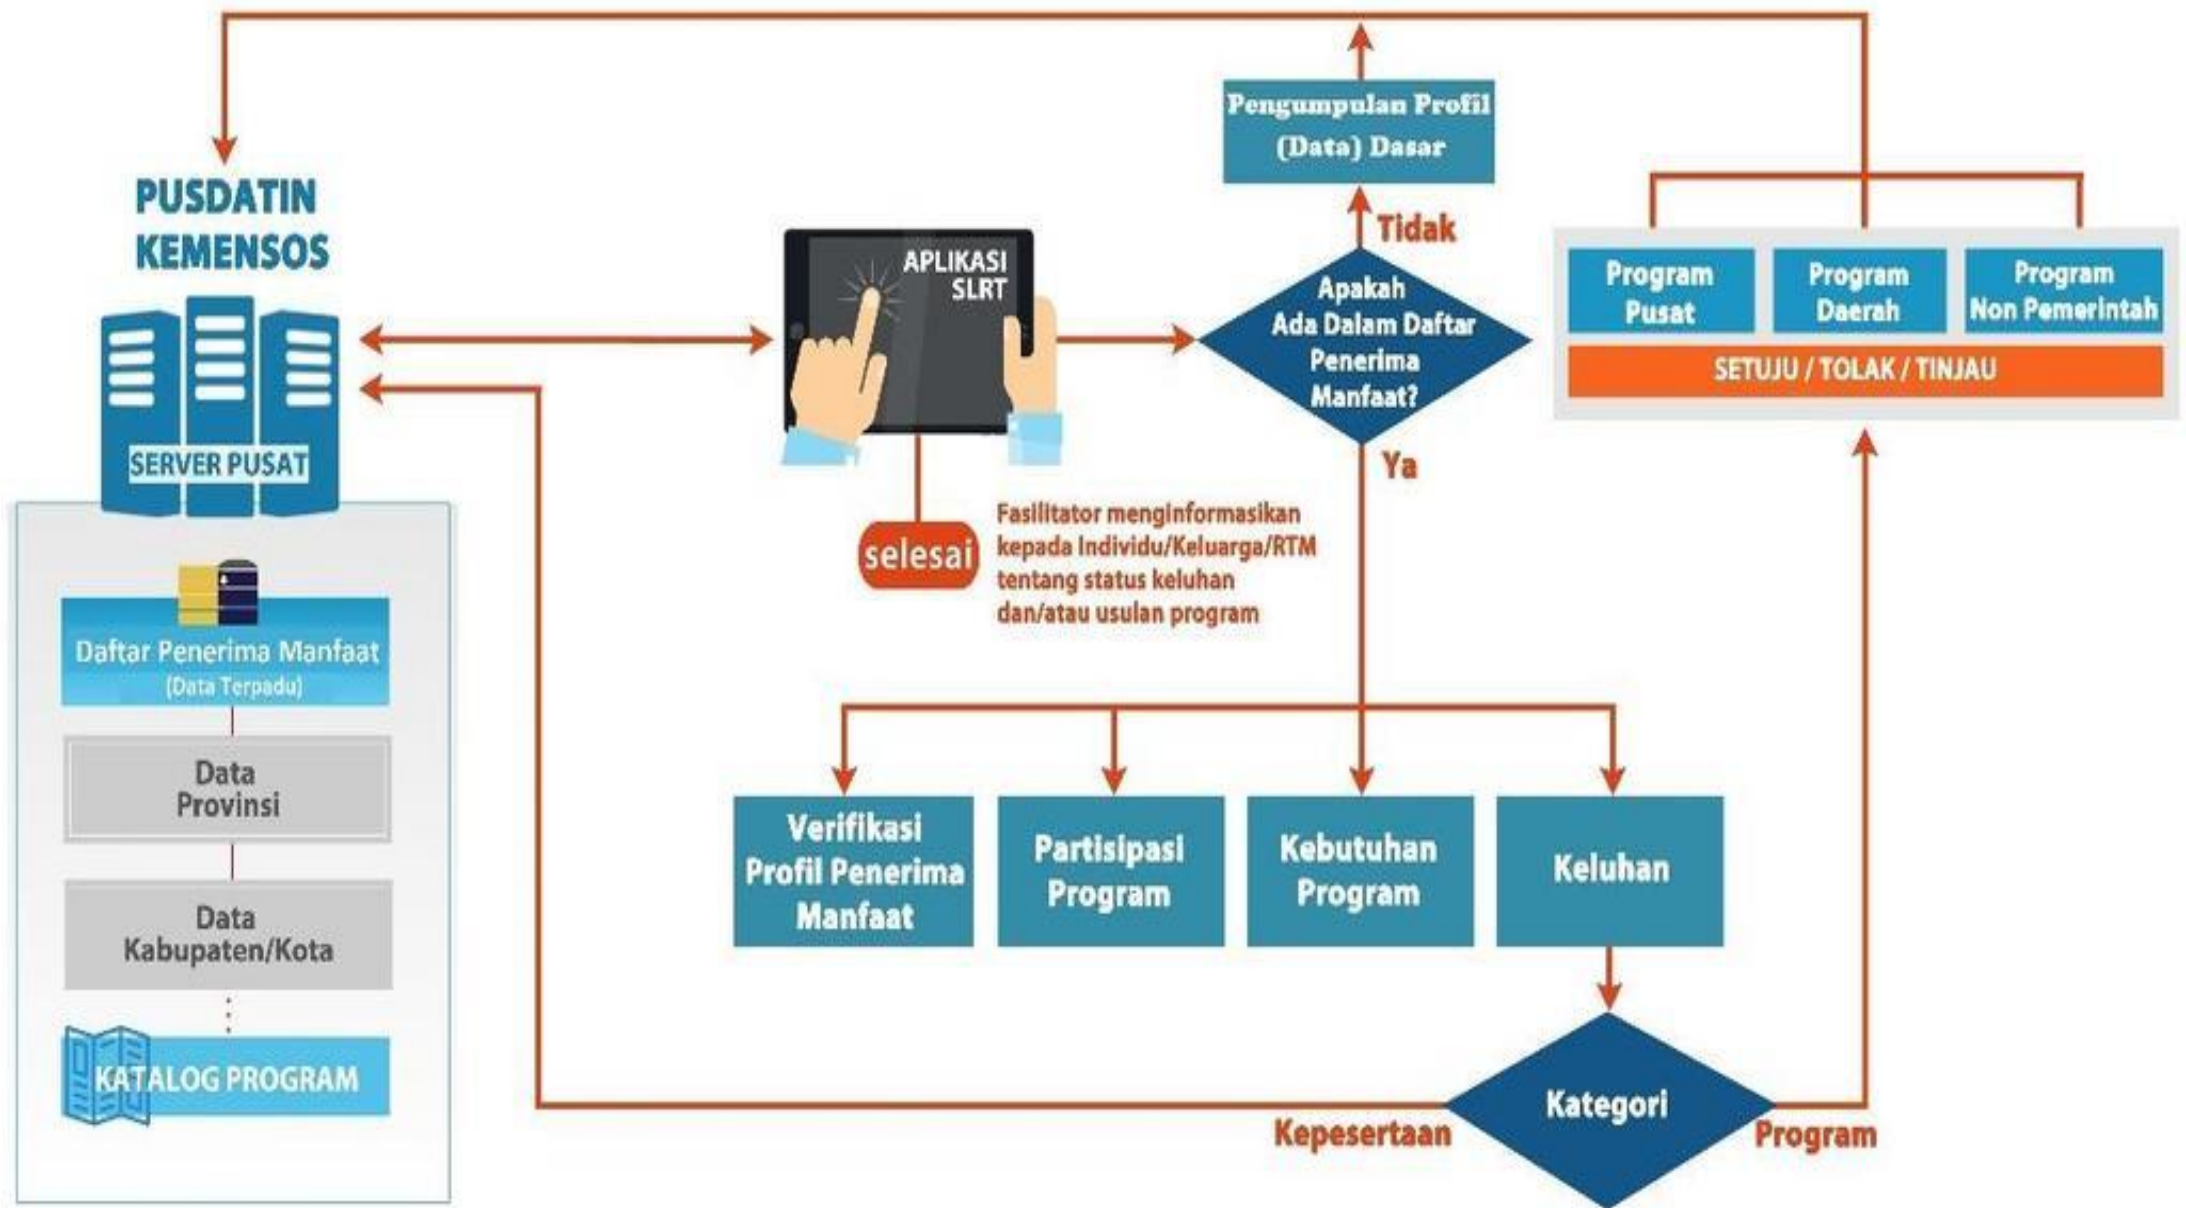 Pengumpulan Profil
(Data) Dasar
PUSDATIN
KEMENSOS
SERVER PUSAT
Daftar Penerima Manfaat
(Data Terpadu)
Data
Provinsi
Data
Kabupaten/Kota
KATALOG PROGRAM
APLIKASI
SLRT
selesai
Fasilitator menginformasikan
kepada Individu/Keluarga/RTM
tentang status keluhan
dan/atau usulan program
Tidak
Apakah
Ada Dalam Daftar
Penerima
Manfaat?
Ya
Program
Pusat
Program
Daerah
Program
Non Pemerintah
SETUJU / TOLAK / TINJAU
Verifikasi
Profil Penerima
Manfaat
Partisipasi
Program
Kebutuhan
Program
Keluhan
Kategori
Kepesertaan
Program